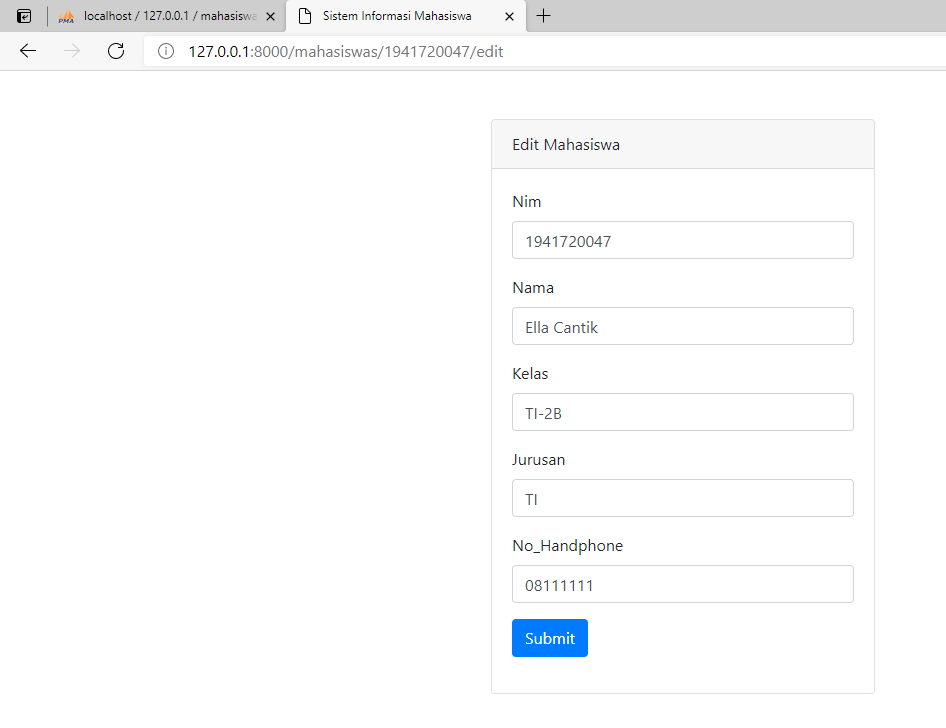 PMA
localhost / 127.0.0.1 / mahasiswa
Sistem Informasi Mahasiswa
127.0.0.1:8000/mahasiswas/1941720047/edit
Edit Mahasiswa
Nim
1941720047
Nama
Ella Cantik
Kelas
TI-2B
Jurusan
TI
No_Handphone
08111111
Submit